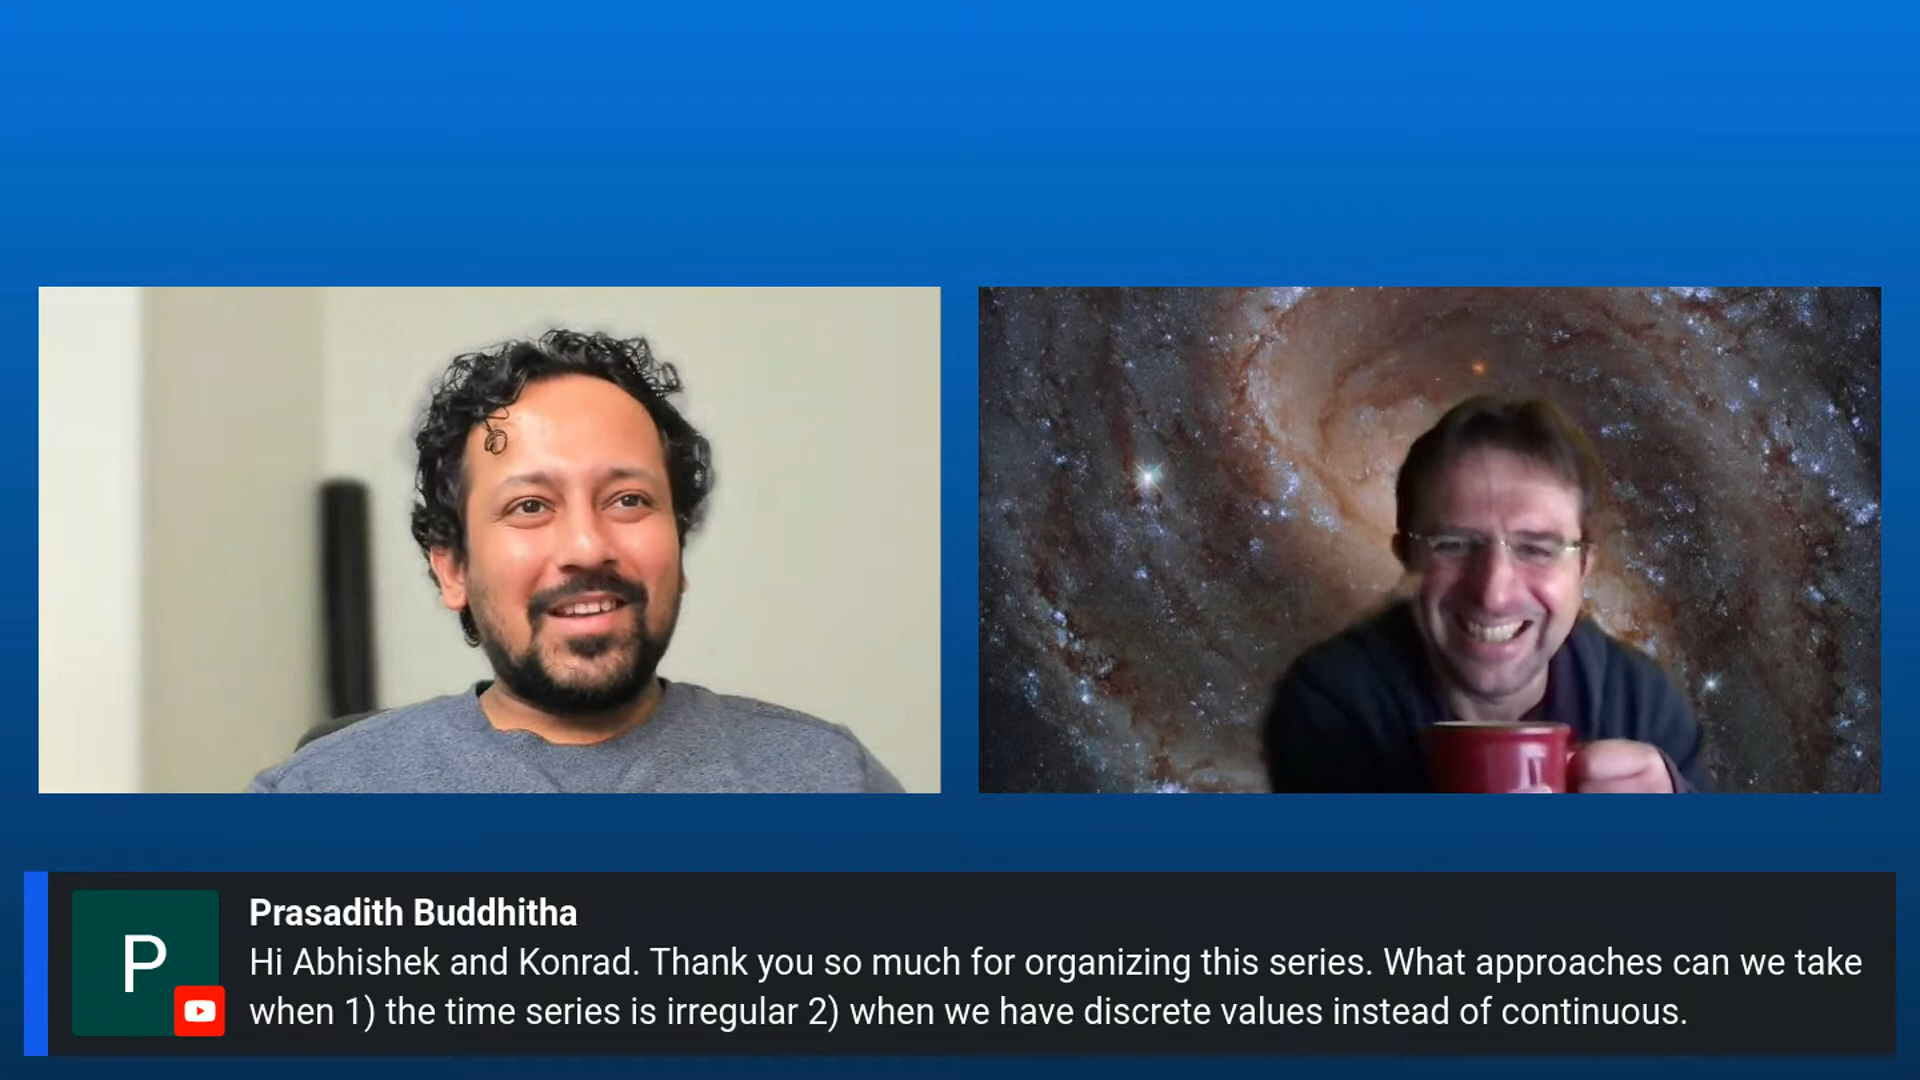 P
Prasadith Buddhitha
Hi Abhishek and Konrad. Thank you so much for organizing this series. What approaches can we take
when 1) the time series is irregular 2) when we have discrete values instead of continuous.